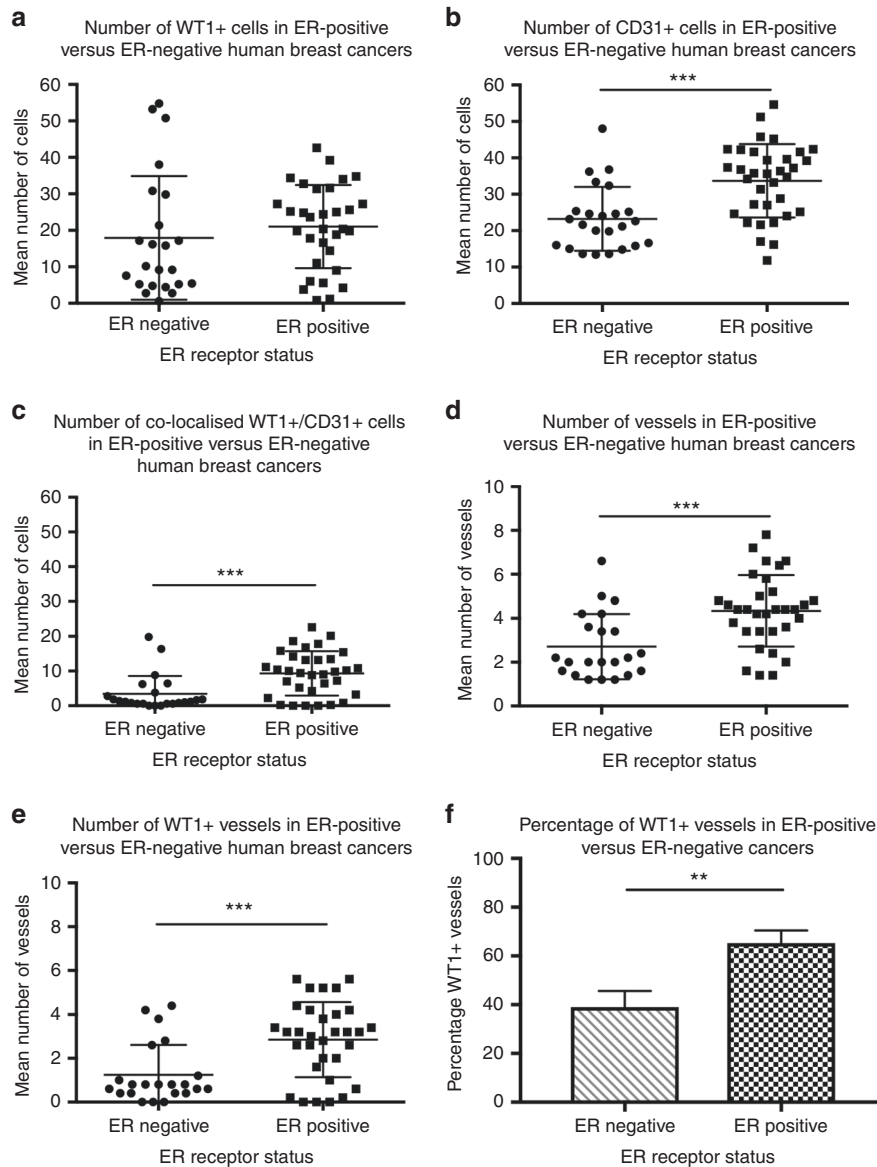 a
Number of WT1+ cells in ER-positive
versus ER-negative human breast cancers
60
50
40
30
20
10
0
Mean number of cells
ER negative
ER positive
ER receptor status
b
Number of CD31+ cells in ER-positive
versus ER-negative human breast cancers
***
60
50
40
30
20
10
0
Mean number of cells
ER negative
ER positive
ER receptor status
c
Number of co-localised WT1+/CD31+ cells
in ER-positive versus ER-negative
human breast cancers
60
50
40
30
20
10
0
Mean number of cells
***
ER negative
ER positive
ER receptor status
d
Number of vessels in ER-positive
versus ER-negative human breast cancers
10
8
6
4
2
0
Mean number of vessels
***
ER negative
ER positive
ER receptor status
e
Number of WT1+ vessels in ER-positive
versus ER-negative human breast cancers
10
8
6
4
2
0
Mean number of vessels
***
ER negative
ER positive
ER receptor status
f
Percentage of WT1+ vessels in ER-positive
versus ER-negative cancers
100
80
60
40
20
0
Percentage WT1+ vessels
**
ER negative
ER positive
ER receptor status